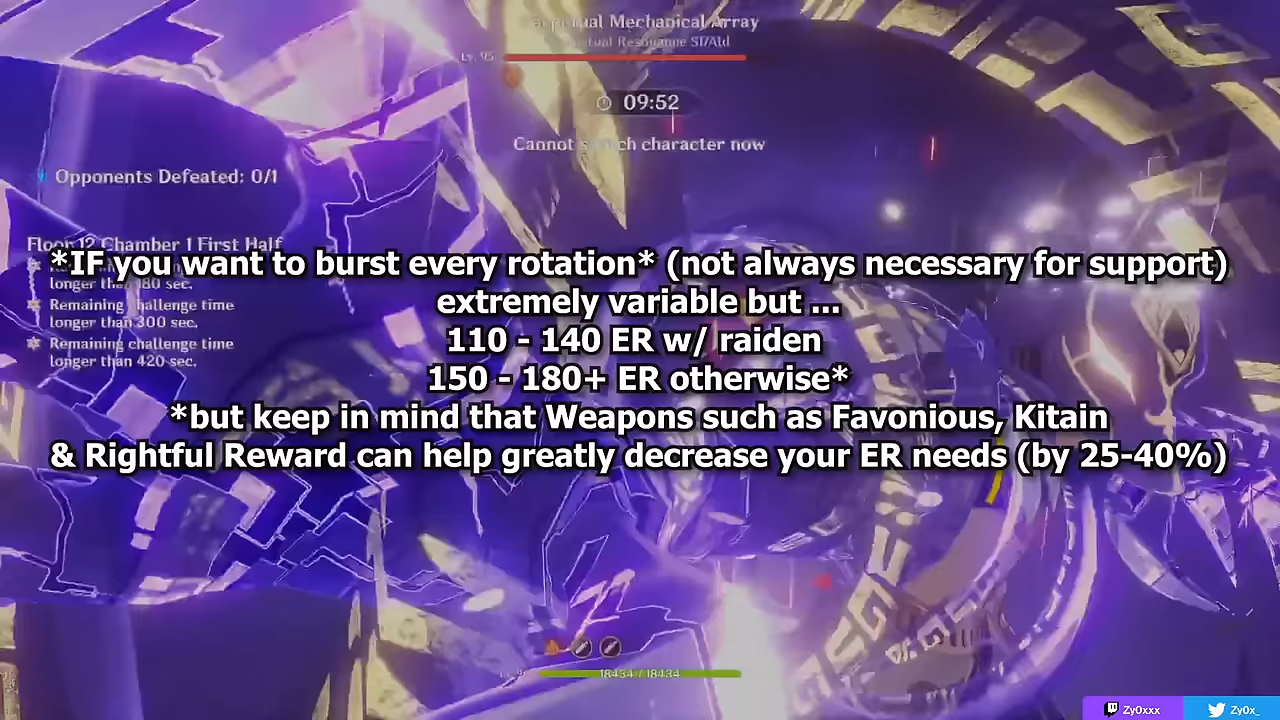 Mechanical Array
Lv. 95
09:52
Cannot switch character now
Opponents Defeated: 0/1
Floor 12 Chamber 1 First Half
*IF you want to burst every rotation* (not always necessary for support)
longer than 180 sec.
extremely variable but ...
Remaining challenge time
longer than 300 sec.
110 - 140 ER w/ raiden
Remaining challenge time
longer than 420 sec.
150 - 180+ ER otherwise*
*but keep in mind that Weapons such as Favonious, Kitain
& Rightful Reward can help greatly decrease your ER needs (by 25-40%)
18434 / 18434
Zy0xxx
Zy0x_